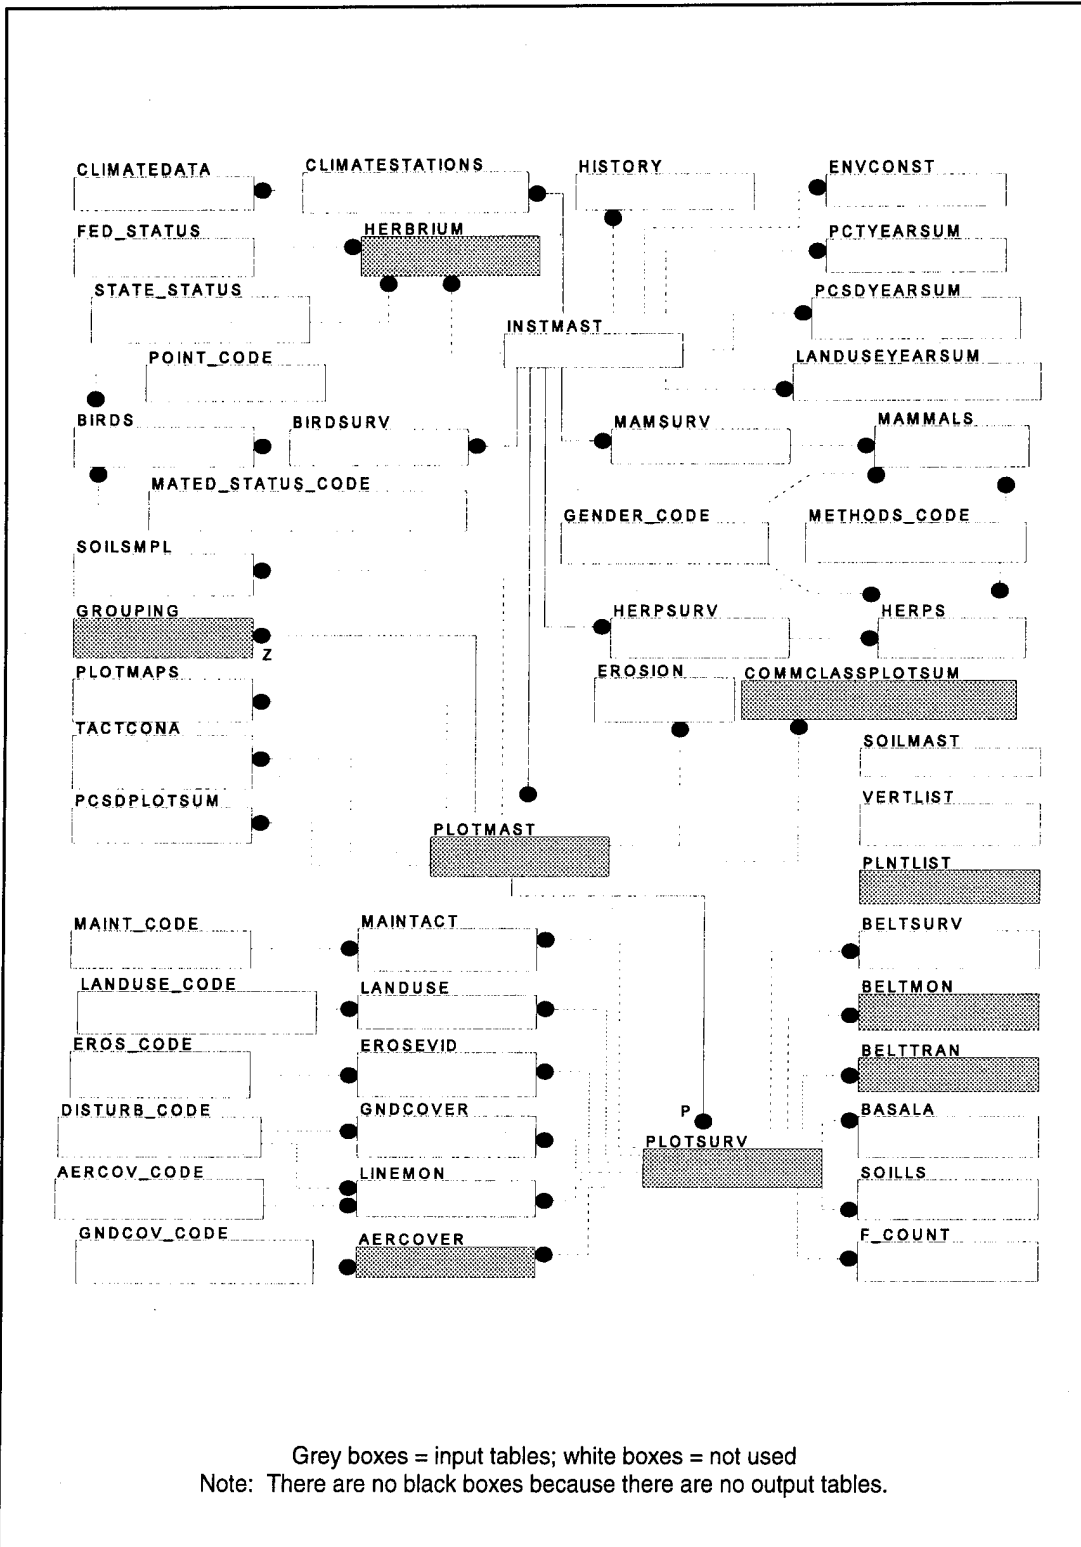 CLIMATEDATA
CLIMATESTATIONS
HISTORY
ENVCONST
FED_STATUS
HERBRIUM
PCTYEARSUM
STATE_STATUS
PCSDYEARSUM
INSTMAST
POINT_CODE
LANDUSEYEARSUM
BIRDS
BIRDSURV
MAMSURV
MAMMALS
MATED_STATUS_CODE
GENDER_CODE
METHODS_CODE
SOILSMPL
GROUPING
Z
HERPSURV
HERPS
PLOTMAPS
EROSION
COMMCLASSPLOTSUM
TACTCONA
SOILMAST
PCSDPLOTSUM
VERTLIST
PLOTMAST
PLNTLIST
MAINT_CODE
MAINTACT
BELTSURV
LANDUSE_CODE
LANDUSE
BELTMON
EROS_CODE
EROSEVID
BELTTRAN
DISTURB_CODE
GNDCOVER
P
PLOTSURV
BASALA
AERCOV_CODE
LINEMON
SOILLS
GNDCOV_CODE
AERCOVER
F_COUNT
Grey boxes = input tables; white boxes = not used
Note: There are no black boxes because there are no output tables.